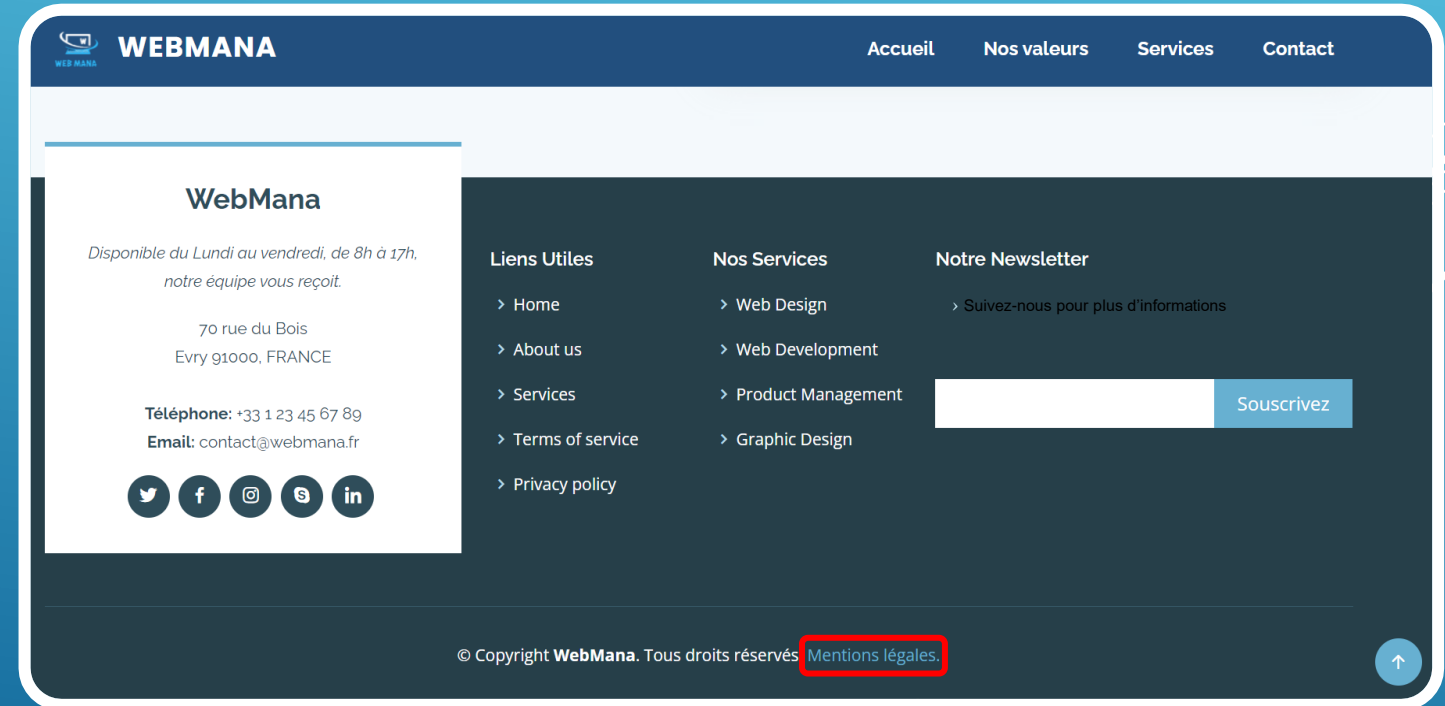 WEB MANA
WEBMANA
Accueil
Nos valeurs
Services
Contact
WebMana
Disponible du Lundi au vendredi, de 8h à 17h,
notre équipe vous reçoit.
70 rue du Bois
Evry 91000, FRANCE
Téléphone: +33 1 23 45 67 89
Email: contact@webmana.fr
Liens Utiles
Home
About us
Services
Terms of service
Privacy policy
Nos Services
Web Design
Web Development
Product Management
Graphic Design
Notre Newsletter
Suivez-nous pour plus d'informations
Souscrivez
© Copyright WebMana. Tous droits réservés Mentions légales.